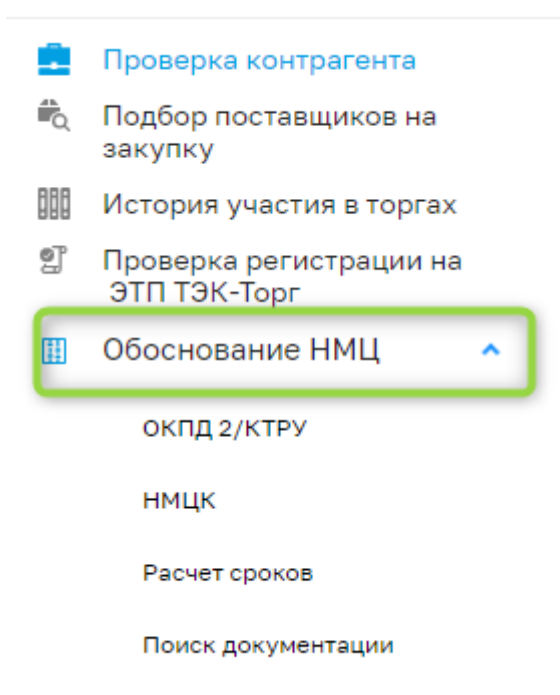 Проверка контрагента
Подбор поставщиков на
закупку
История участия в торгах
Проверка регистрации на
ЭТП ТЭК-Торг
Обоснование НМЦ
ОКПД 2/КТРУ
НМЦК
Расчет сроков
Поиск документации